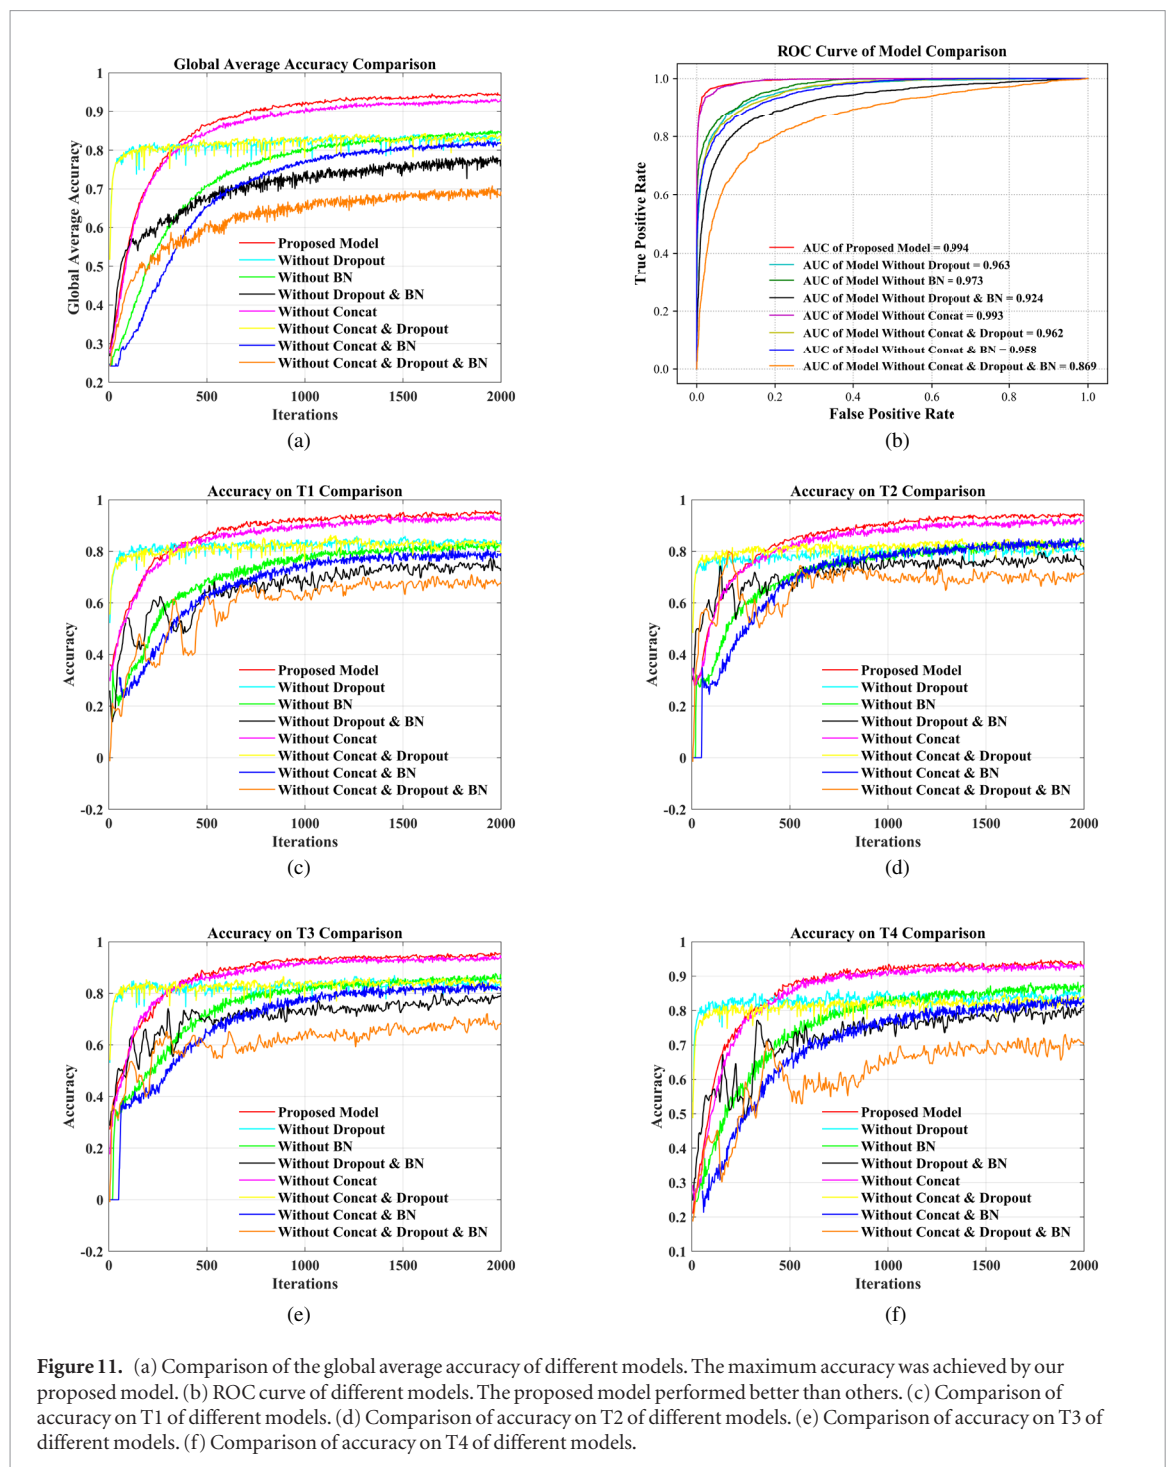 Global Average Accuracy Comparison
1
0.9
0.8
0.7
0.6
0.5
0.4
0.3
0.2
Global Average Accuracy
Proposed Model
Without Dropout
Without BN
Without Dropout & BN
Without Concat
Without Concat & Dropout
Without Concat & BN
Without Concat & Dropout & BN
0 500 1000 1500 2000
Iterations
(a)
ROC Curve of Model Comparison
1.0
0.8
0.6
0.4
0.2
0.0
True Positive Rate
AUC of Proposed Model = 0.994
AUC of Model Without Dropout = 0.963
AUC of Model Without BN = 0.973
AUC of Model Without Dropout & BN = 0.924
AUC of Model Without Concat = 0.993
AUC of Model Without Concat & Dropout = 0.962
AUC of Model Without Concat & BN = 0.958
AUC of Model Without Concat & Dropout & BN = 0.869
0.0 0.2 0.4 0.6 0.8 1.0
False Positive Rate
(b)
Accuracy on T1 Comparison
1
0.8
0.6
0.4
0.2
0
-0.2
Accuracy
Proposed Model
Without Dropout
Without BN
Without Dropout & BN
Without Concat
Without Concat & Dropout
Without Concat & BN
Without Concat & Dropout & BN
0 500 1000 1500 2000
Iterations
(c)
Accuracy on T2 Comparison
1
0.8
0.6
0.4
0.2
0
-0.2
Accuracy
Proposed Model
Without Dropout
Without BN
Without Dropout & BN
Without Concat
Without Concat & Dropout
Without Concat & BN
Without Concat & Dropout & BN
0 500 1000 1500 2000
Iterations
(d)
Accuracy on T3 Comparison
1
0.8
0.6
0.4
0.2
0
-0.2
Accuracy
Proposed Model
Without Dropout
Without BN
Without Dropout & BN
Without Concat
Without Concat & Dropout
Without Concat & BN
Without Concat & Dropout & BN
0 500 1000 1500 2000
Iterations
(e)
Accuracy on T4 Comparison
1
0.9
0.8
0.7
0.6
0.5
0.4
0.3
0.2
0.1
Accuracy
Proposed Model
Without Dropout
Without BN
Without Dropout & BN
Without Concat
Without Concat & Dropout
Without Concat & BN
Without Concat & Dropout & BN
0 500 1000 1500 2000
Iterations
(f)
Figure 11. (a) Comparison of the global average accuracy of different models. The maximum accuracy was achieved by our
proposed model. (b) ROC curve of different models. The proposed model performed better than others. (c) Comparison of
accuracy on T1 of different models. (d) Comparison of accuracy on T2 of different models. (e) Comparison of accuracy on T3 of
different models. (f) Comparison of accuracy on T4 of different models.